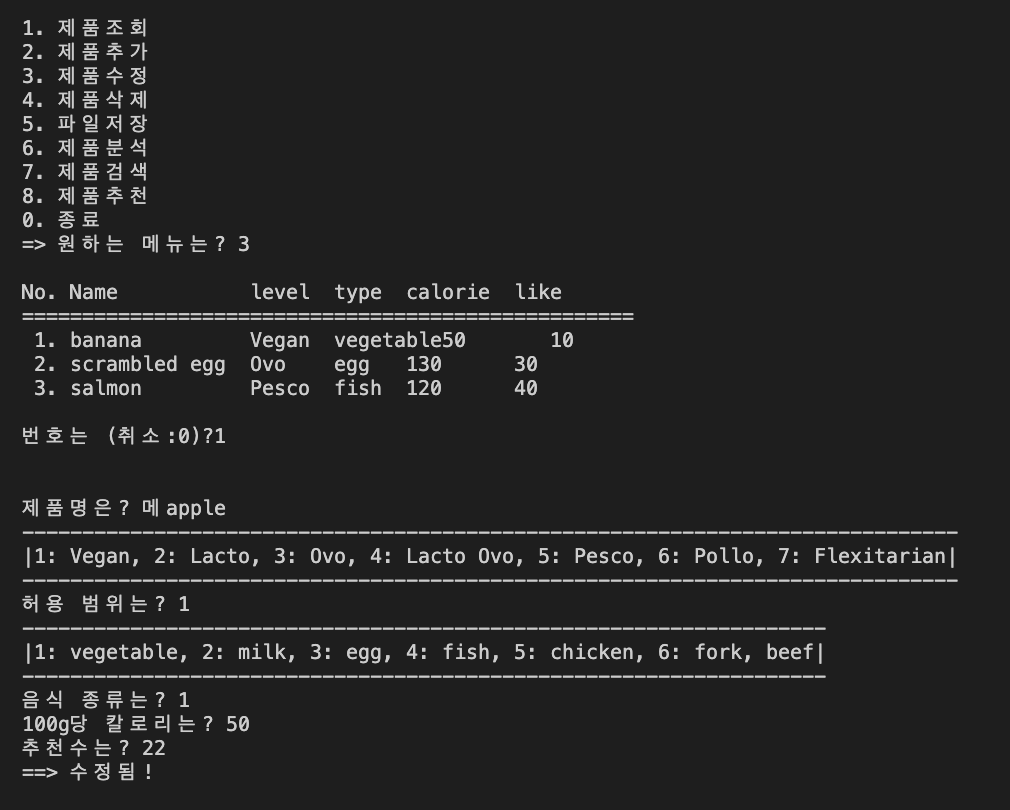 1. 제품조회
2. 제품추가
3. 제품수정
4. 제품삭제
5. 파일저장
6. 제품분석
7. 제품검색
8. 제품추천
0. 종료
=> 원하는 메뉴는? 3
No. Name           level  type  calorie  like
===================================================
 1. banana         Vegan  vegetable50       10
 2. scrambled egg  Ovo    egg   130      30
 3. salmon         Pesco  fish  120      40
번호는 (취소:0)?1
제품명은? 메apple
------------------------------------------------------------------------------
|1: Vegan, 2: Lacto, 3: Ovo, 4: Lacto Ovo, 5: Pesco, 6: Pollo, 7: Flexitarian|
------------------------------------------------------------------------------
허용 범위는? 1
-------------------------------------------------------------------
|1: vegetable, 2: milk, 3: egg, 4: fish, 5: chicken, 6: fork, beef|
-------------------------------------------------------------------
음식 종류는? 1
100g당 칼로리는? 50
추천수는? 22
==> 수정됨!